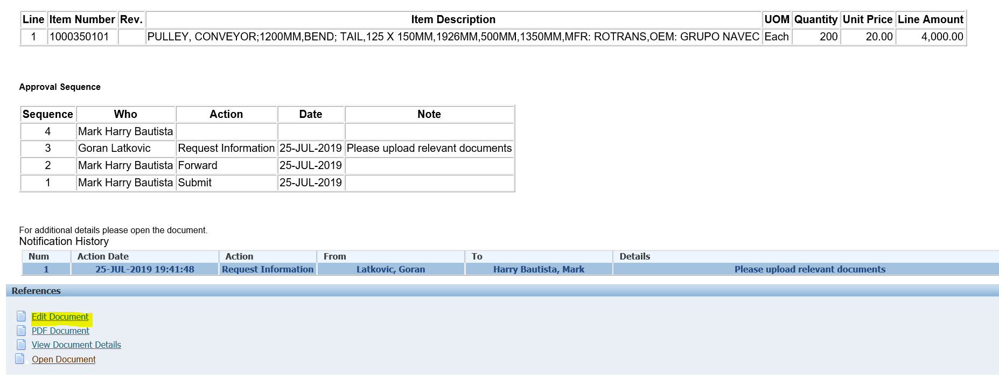 Line Item Number Rev. Item Description UOM Quantity Unit Price Line Amount
1 1000350101 PULLEY, CONVEYOR;1200MM,BEND; TAIL,125 X 150MM,1926MM,500MM,1350MM,MFR: ROTRANS,OEM: GRUPO NAVEC Each 200 20.00 4,000.00
Approval Sequence
Sequence Who Action Date Note
4 Mark Harry Bautista
3 Goran Latkovic Request Information 25-JUL-2019 Please upload relevant documents
2 Mark Harry Bautista Forward 25-JUL-2019
1 Mark Harry Bautista Submit 25-JUL-2019
For additional details please open the document.
Notification History
Num Action Date Action From To Details
1 25-JUL-2019 19:41:48 Request Information Latkovic, Goran Harry Bautista, Mark Please upload relevant documents
References
Edit Document
PDF Document
View Document Details
Open Document